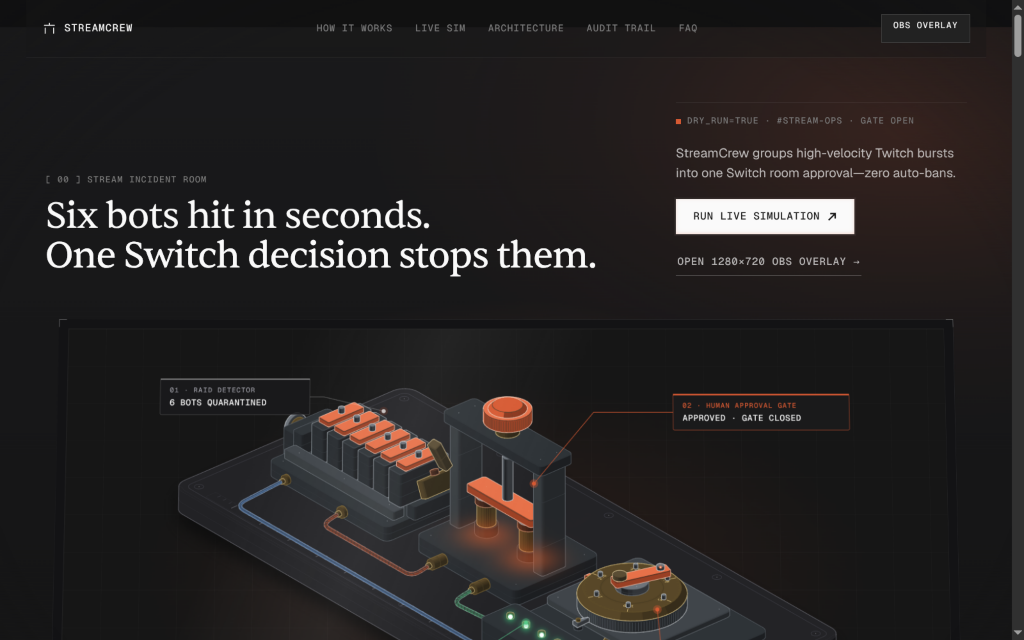 STREAMCREW
HOW IT WORKS
LIVE SIM
ARCHITECTURE
AUDIT TRAIL
FAQ
OBS OVERLAY
[ 00 ] STREAM INCIDENT ROOM
Six bots hit in seconds.
One Switch decision stops them.
DRY_RUN=TRUE · #STREAM-OPS · GATE OPEN
StreamCrew groups high-velocity Twitch bursts
into one Switch room approval—zero auto-bans.
RUN LIVE SIMULATION ↗
OPEN 1280×720 OBS OVERLAY →
01 · RAID DETECTOR
6 BOTS QUARANTINED
02 · HUMAN APPROVAL GATE
APPROVED · GATE CLOSED